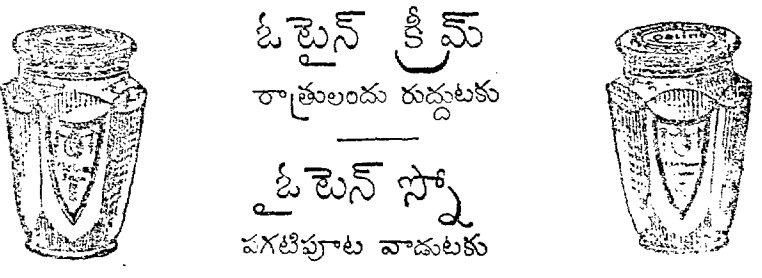 ఓటైన్ క్రీమ్
రాత్రులందు రుద్దుటకు
ఓటైన్ స్నో
పగటిపూట వాడుటకు